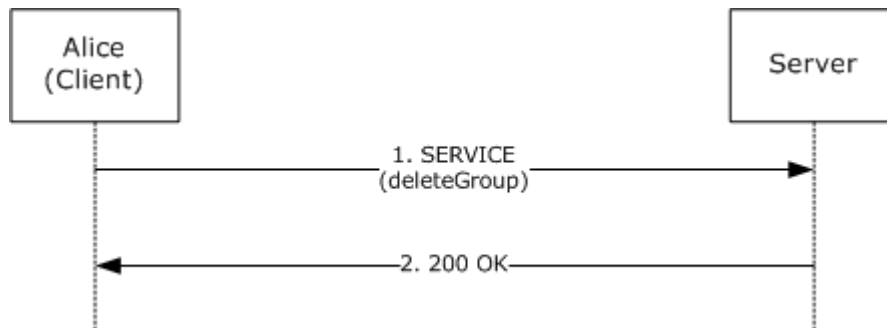 Alice
(Client)
Server
1. SERVICE
(deleteGroup)
2. 200 OK